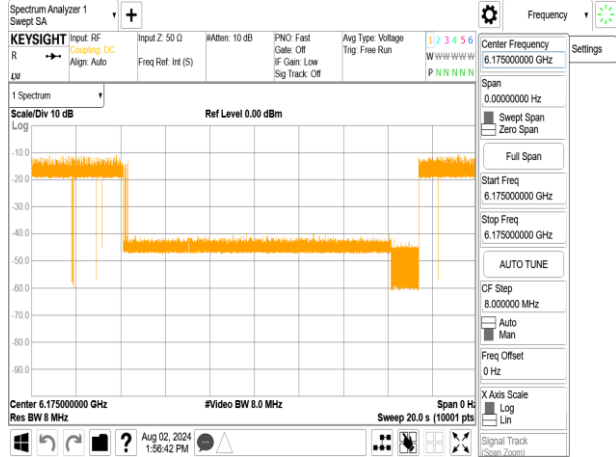 Spectrum Analyzer 1
Swept SA
Frequency
KEYSIGHT
R
Input: RF
Coupling: DC
Align: Auto
Input Z: 50 Ω
Freq Ref: Int (S)
#Atten: 10 dB
PNO: Fast
Gate: Off
IF Gain: Low
Sig Track: Off
Avg Type: Voltage
Trig: Free Run
1 2 3 4 5 6
W W W W W W
P N N N N N
1 Spectrum
Scale/Div 10 dB
Ref Level 0.00 dBm
Log
-10.0
-20.0
-30.0
-40.0
-50.0
-60.0
-70.0
-80.0
-90.0
Center 6.175000000 GHz
#Video BW 8.0 MHz
Span 0 Hz
Res BW 8 MHz
Sweep 20.0 s (10001 pts)
Aug 02, 2024
1:56:42 PM
Center Frequency
6.175000000 GHz
Span
0.00000000 Hz
Swept Span
Zero Span
Full Span
Start Freq
6.175000000 GHz
Stop Freq
6.175000000 GHz
AUTO TUNE
CF Step
8.000000 MHz
Auto
Man
Freq Offset
0 Hz
X Axis Scale
Log
Lin
Signal Track
(Span Zoom)
Settings